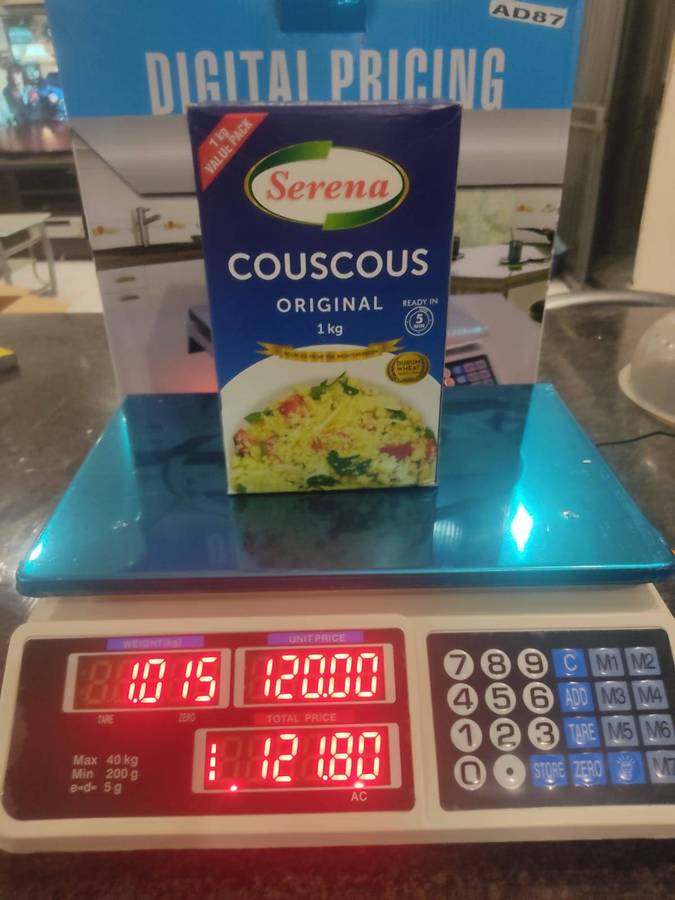 AD87
DIGITAL PRICING
1 kg
VALUE PACK
Serena
COUSCOUS
ORIGINAL
1 kg
READY IN
5
MIN
DURUM
WHEAT
WEIGHT(kg)
UNIT PRICE
1.015
120.00
TARE
ZERO
TOTAL PRICE
121.80
AC
Max 40 kg
Min 200 g
e=d= 5 g
7 8 9 C M1 M2
4 5 6 ADD M3 M4
1 2 3 TARE M5 M6
0 . STORE ZERO M7